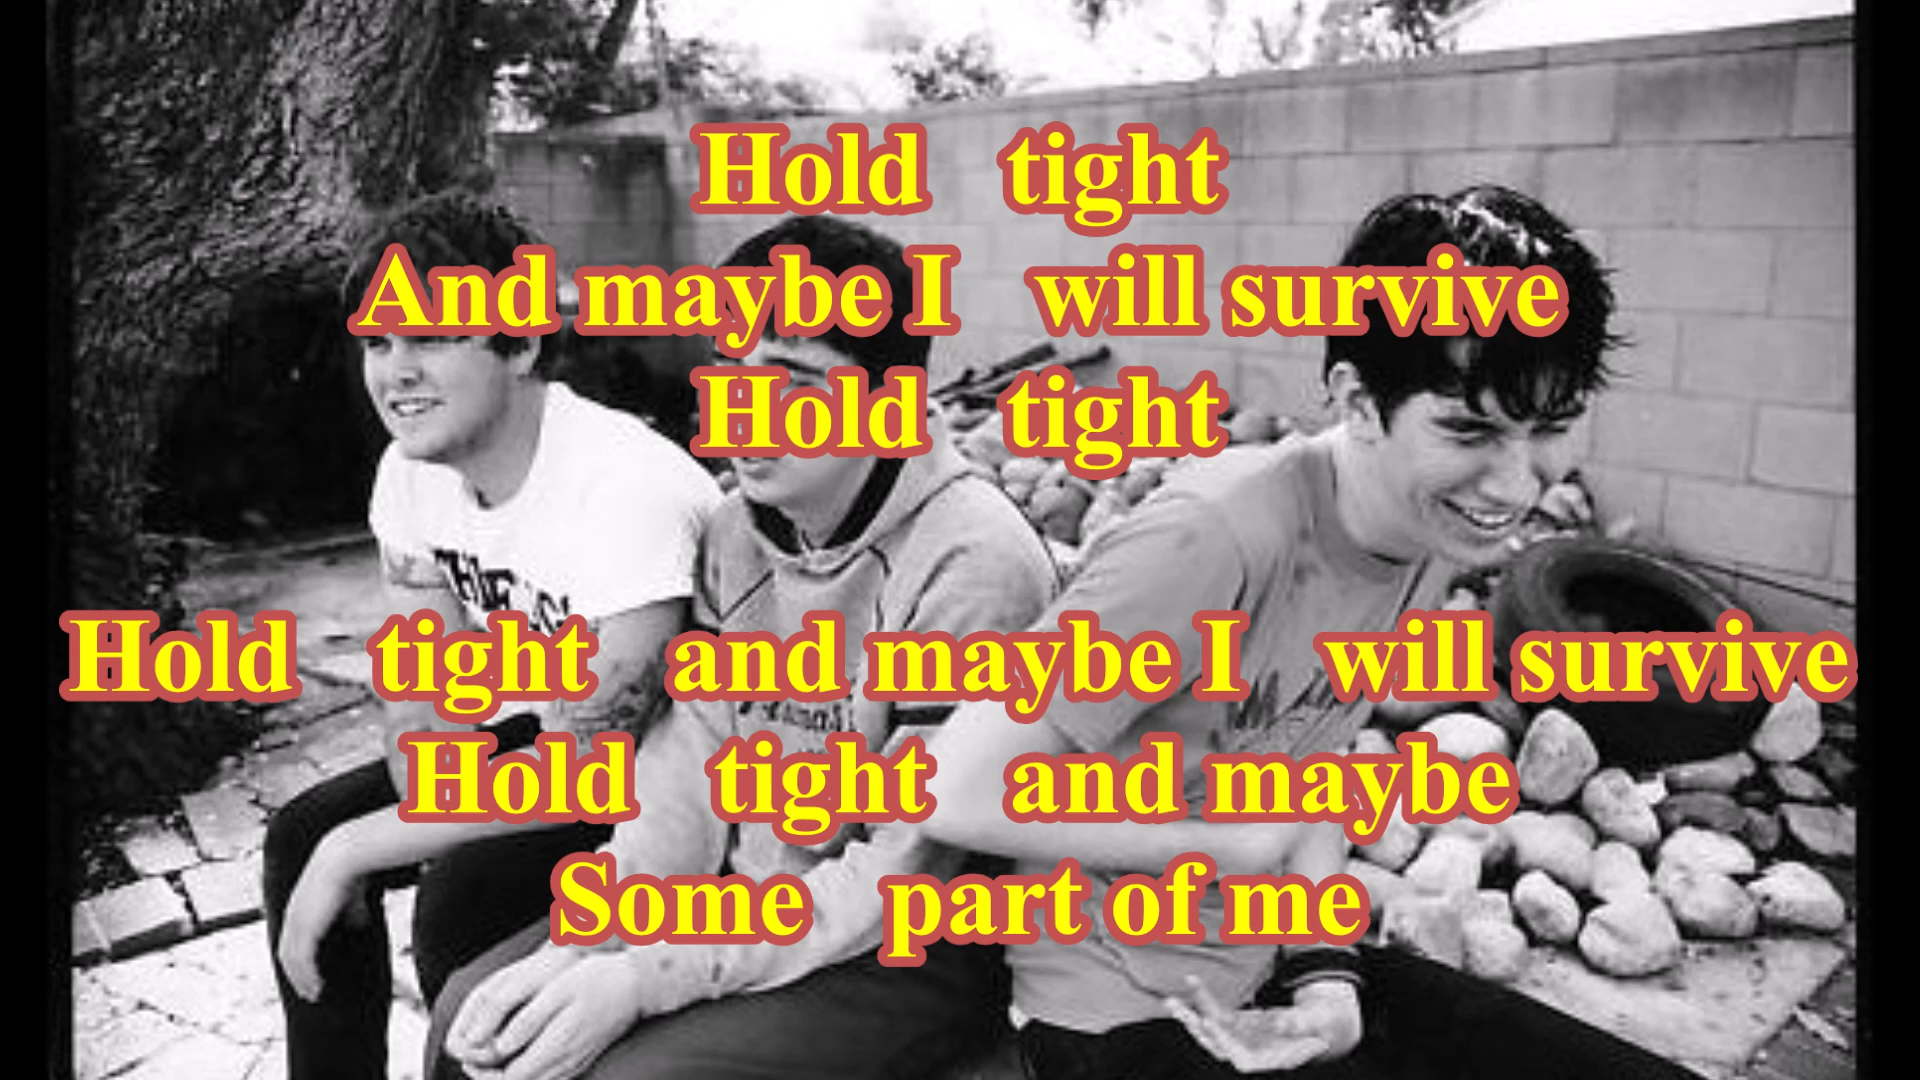 Hold tight
And maybe I will survive
Hold tight
Hold tight and maybe I will survive
Hold tight and maybe
Some part of me